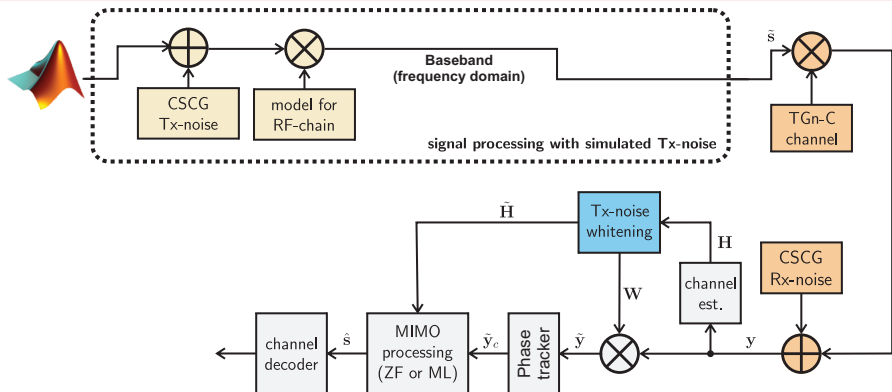 s̃
Baseband
(frequency domain)
CSCG
Tx-noise
model for
RF-chain
TGn-C
channel
signal processing with simulated Tx-noise
H̃
Tx-noise
whitening
H
CSCG
Rx-noise
W
channel
est.
channel
decoder
ŝ
MIMO
processing
(ZF or ML)
ỹc
Phase
tracker
ỹ
y